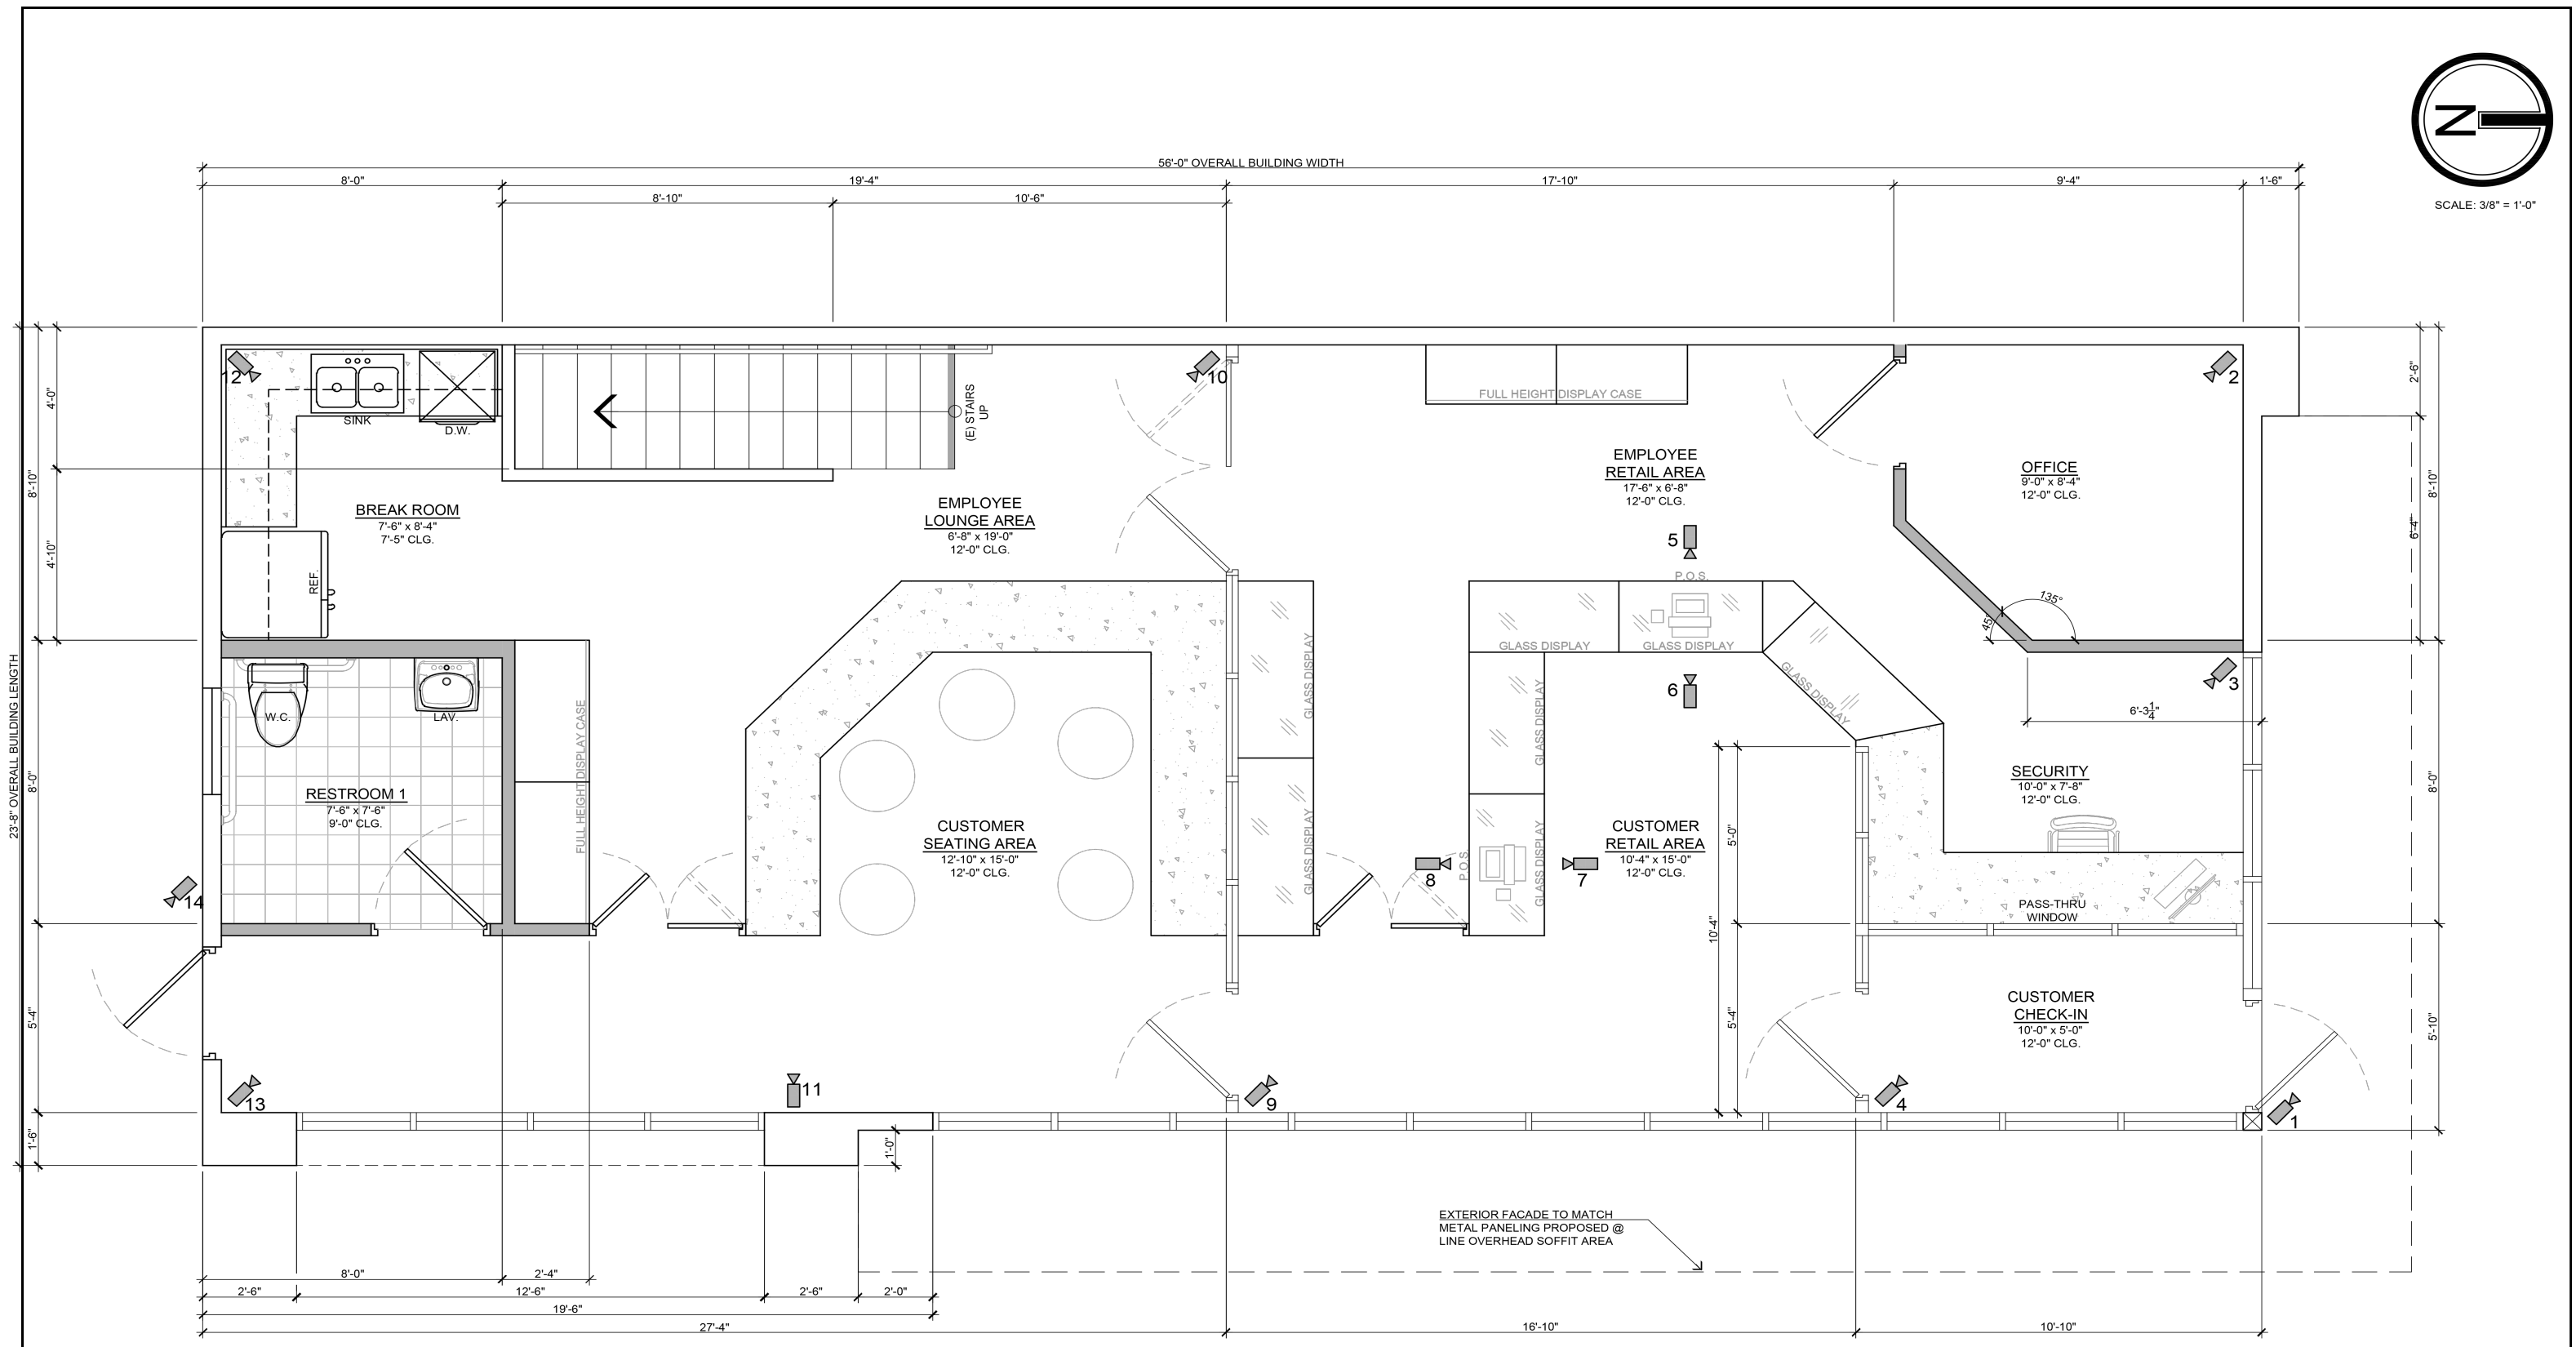 N
SCALE: 3/8" = 1'-0"
56'-0" OVERALL BUILDING WIDTH
8'-0"
19'-4"
17'-10"
9'-4"
1'-6"
8'-10"
10'-6"
23'-8" OVERALL BUILDING LENGTH
8'-10"
8'-0"
5'-4"
1'-6"
4'-0"
4'-10"
12
SINK
D.W.
BREAK ROOM
7'-6" x 8'-4"
7'-5" CLG.
REF.
(E) STAIRS
UP
10
EMPLOYEE
LOUNGE AREA
6'-8" x 19'-0"
12'-0" CLG.
FULL HEIGHT DISPLAY CASE
EMPLOYEE
RETAIL AREA
17'-6" x 6'-8"
12'-0" CLG.
5
P.O.S.
2
OFFICE
9'-0" x 8'-4"
12'-0" CLG.
135°
45°
2'-6"
6'-4"
8'-10"
8'-0"
5'-10"
W.C.
LAV.
RESTROOM 1
7'-6" x 7'-6"
9'-0" CLG.
FULL HEIGHT DISPLAY CASE
14
CUSTOMER
SEATING AREA
12'-10" x 15'-0"
12'-0" CLG.
GLASS DISPLAY
GLASS DISPLAY
GLASS DISPLAY
GLASS DISPLAY
GLASS DISPLAY
GLASS DISPLAY
GLASS DISPLAY
6
8
P.O.S.
7
CUSTOMER
RETAIL AREA
10'-4" x 15'-0"
12'-0" CLG.
10'-4"
5'-0"
5'-4"
3
6'-3 1/4"
SECURITY
10'-0" x 7'-8"
12'-0" CLG.
PASS-THRU
WINDOW
CUSTOMER
CHECK-IN
10'-0" x 5'-0"
12'-0" CLG.
13
11
9
4
1
1'-0"
EXTERIOR FACADE TO MATCH
METAL PANELING PROPOSED @
LINE OVERHEAD SOFFIT AREA
8'-0"
2'-4"
2'-6"
12'-6"
2'-6"
2'-0"
19'-6"
27'-4"
16'-10"
10'-10"